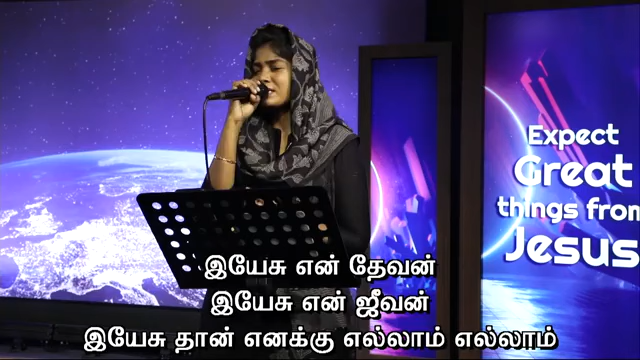 Expect
Great
things from
Jesus
இயேசு என் தேவன்
இயேசு என் ஜீவன்
இயேசு தான் எனக்கு எல்லாம் எல்லாம்